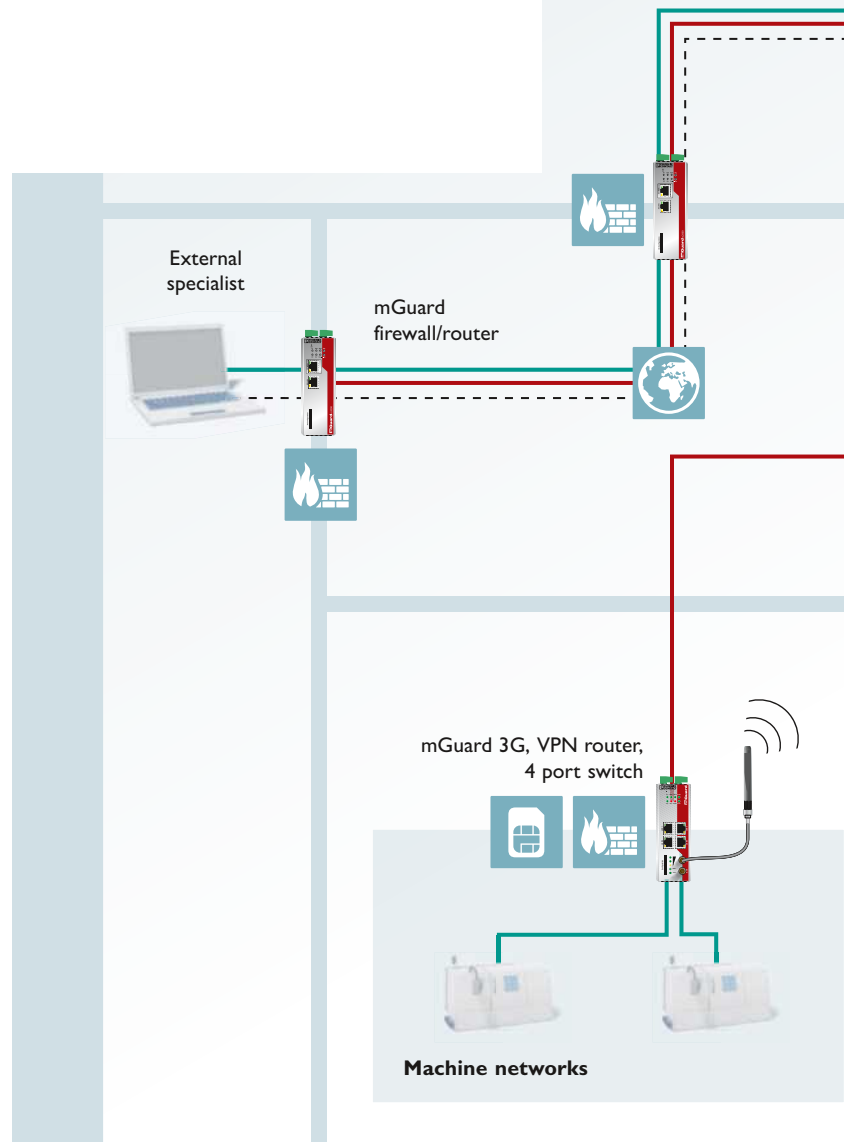 External
specialist
mGuard
firewall/router
mGuard 3G, VPN router,
4 port switch
Machine networks